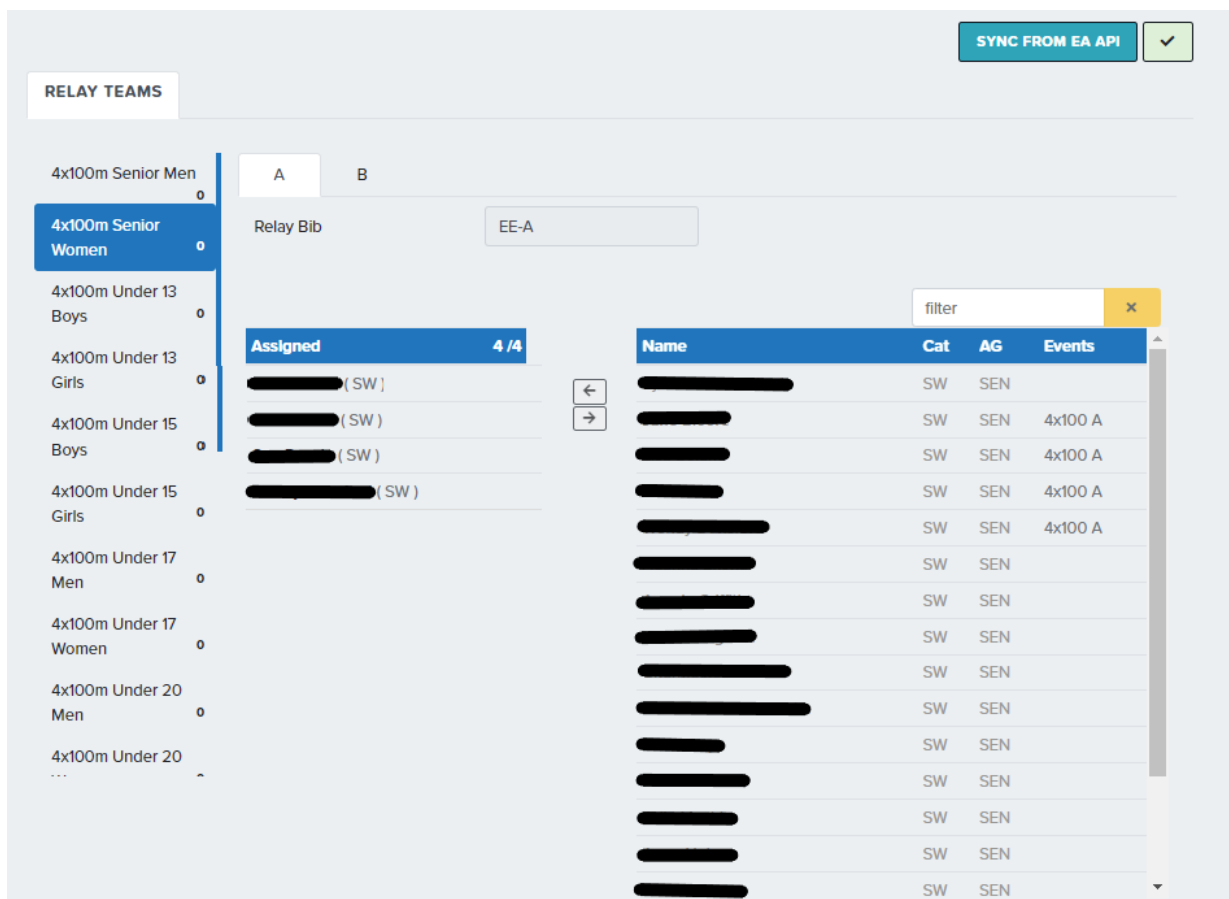 SYNC FROM EA API
RELAY TEAMS
4x100m Senior Men
0
4x100m Senior
Women 0
4x100m Under 13
Boys 0
4x100m Under 13
Girls 0
4x100m Under 15
Boys 0
4x100m Under 15
Girls 0
4x100m Under 17
Men 0
4x100m Under 17
Women 0
4x100m Under 20
Men 0
4x100m Under 20
A B
Relay Bib EE-A
filter ×
Assigned 4 /4
( SW )
( SW )
( SW )
( SW )
Name Cat AG Events
SW SEN
SW SEN 4x100 A
SW SEN 4x100 A
SW SEN 4x100 A
SW SEN 4x100 A
SW SEN
SW SEN
SW SEN
SW SEN
SW SEN
SW SEN
SW SEN
SW SEN
SW SEN
SW SEN